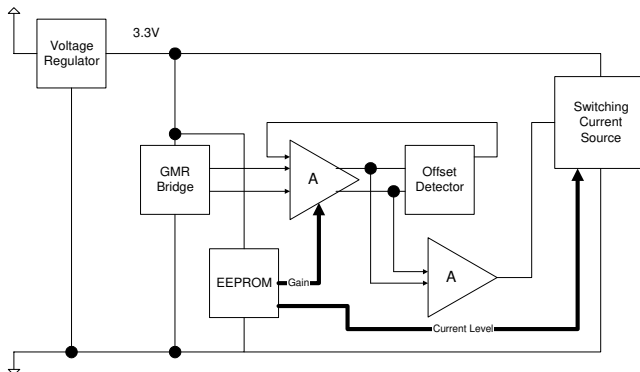 3.3V
Voltage
Regulator
Switching
Current
Source
GMR
Bridge
A
Offset
Detector
EEPROM
Gain
A
Current Level